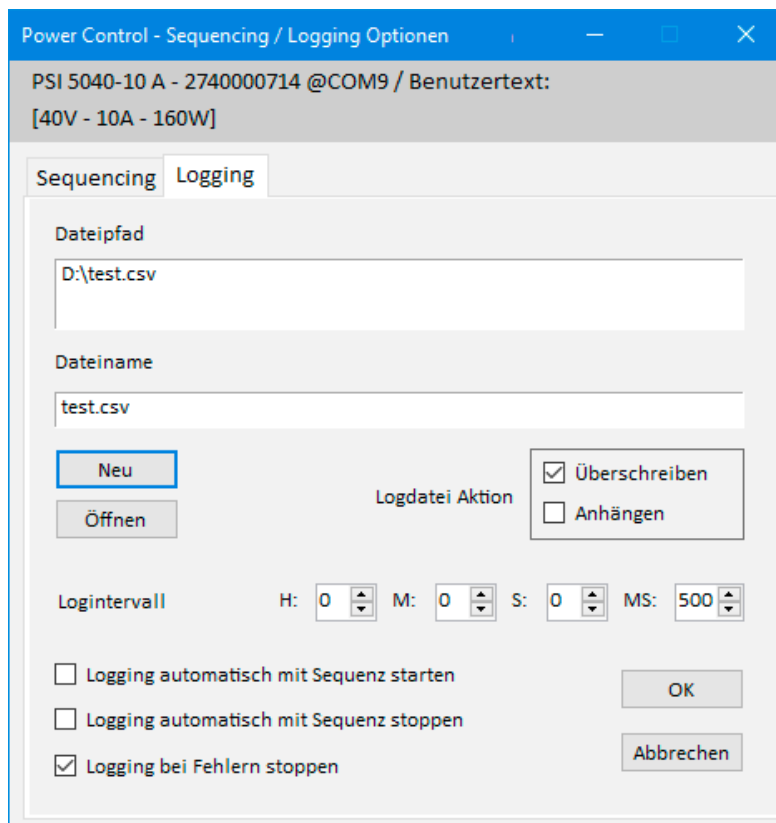 Power Control - Sequencing / Logging Optionen
PSI 5040-10 A - 2740000714 @COM9 / Benutzertext:
[40V - 10A - 160W]
Sequencing Logging
Dateipfad
D:\test.csv
Dateiname
test.csv
Neu
Öffnen
Logdatei Aktion
Überschreiben
Anhängen
Logintervall H: 0 M: 0 S: 0 MS: 500
Logging automatisch mit Sequenz starten
Logging automatisch mit Sequenz stoppen
Logging bei Fehlern stoppen
OK
Abbrechen